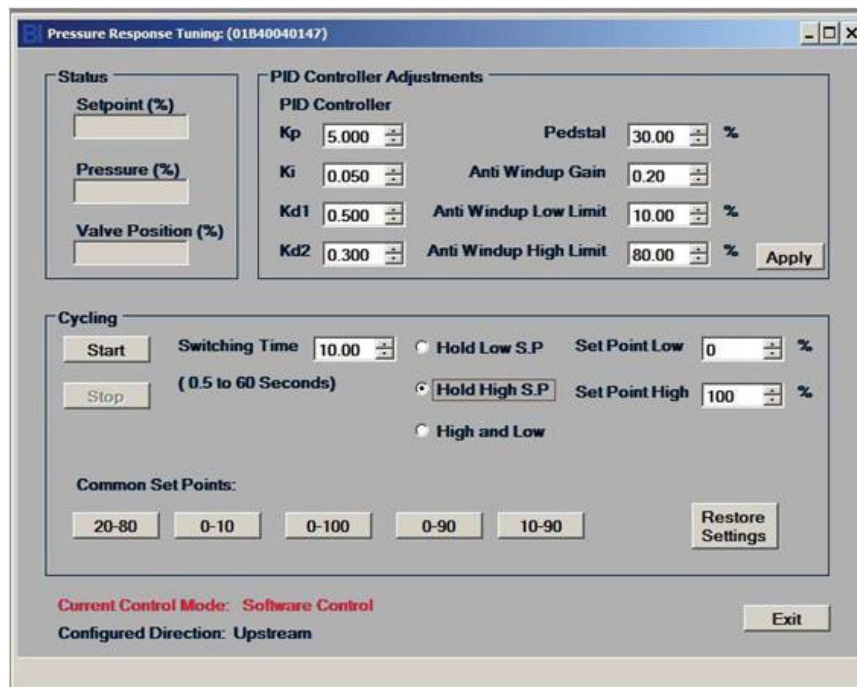 BI Pressure Response Tuning: (01B40040147)
Status
Setpoint (%)
Pressure (%)
Valve Position (%)
PID Controller Adjustments
PID Controller
Kp 5.000 Pedstal 30.00 %
Ki 0.050 Anti Windup Gain 0.20
Kd1 0.500 Anti Windup Low Limit 10.00 %
Kd2 0.300 Anti Windup High Limit 80.00 %
Apply
Cycling
Start Switching Time 10.00 Hold Low S.P Set Point Low 0 %
Stop ( 0.5 to 60 Seconds) Hold High S.P Set Point High 100 %
High and Low
Common Set Points:
20-80 0-10 0-100 0-90 10-90
Restore
Settings
Current Control Mode: Software Control
Configured Direction: Upstream
Exit